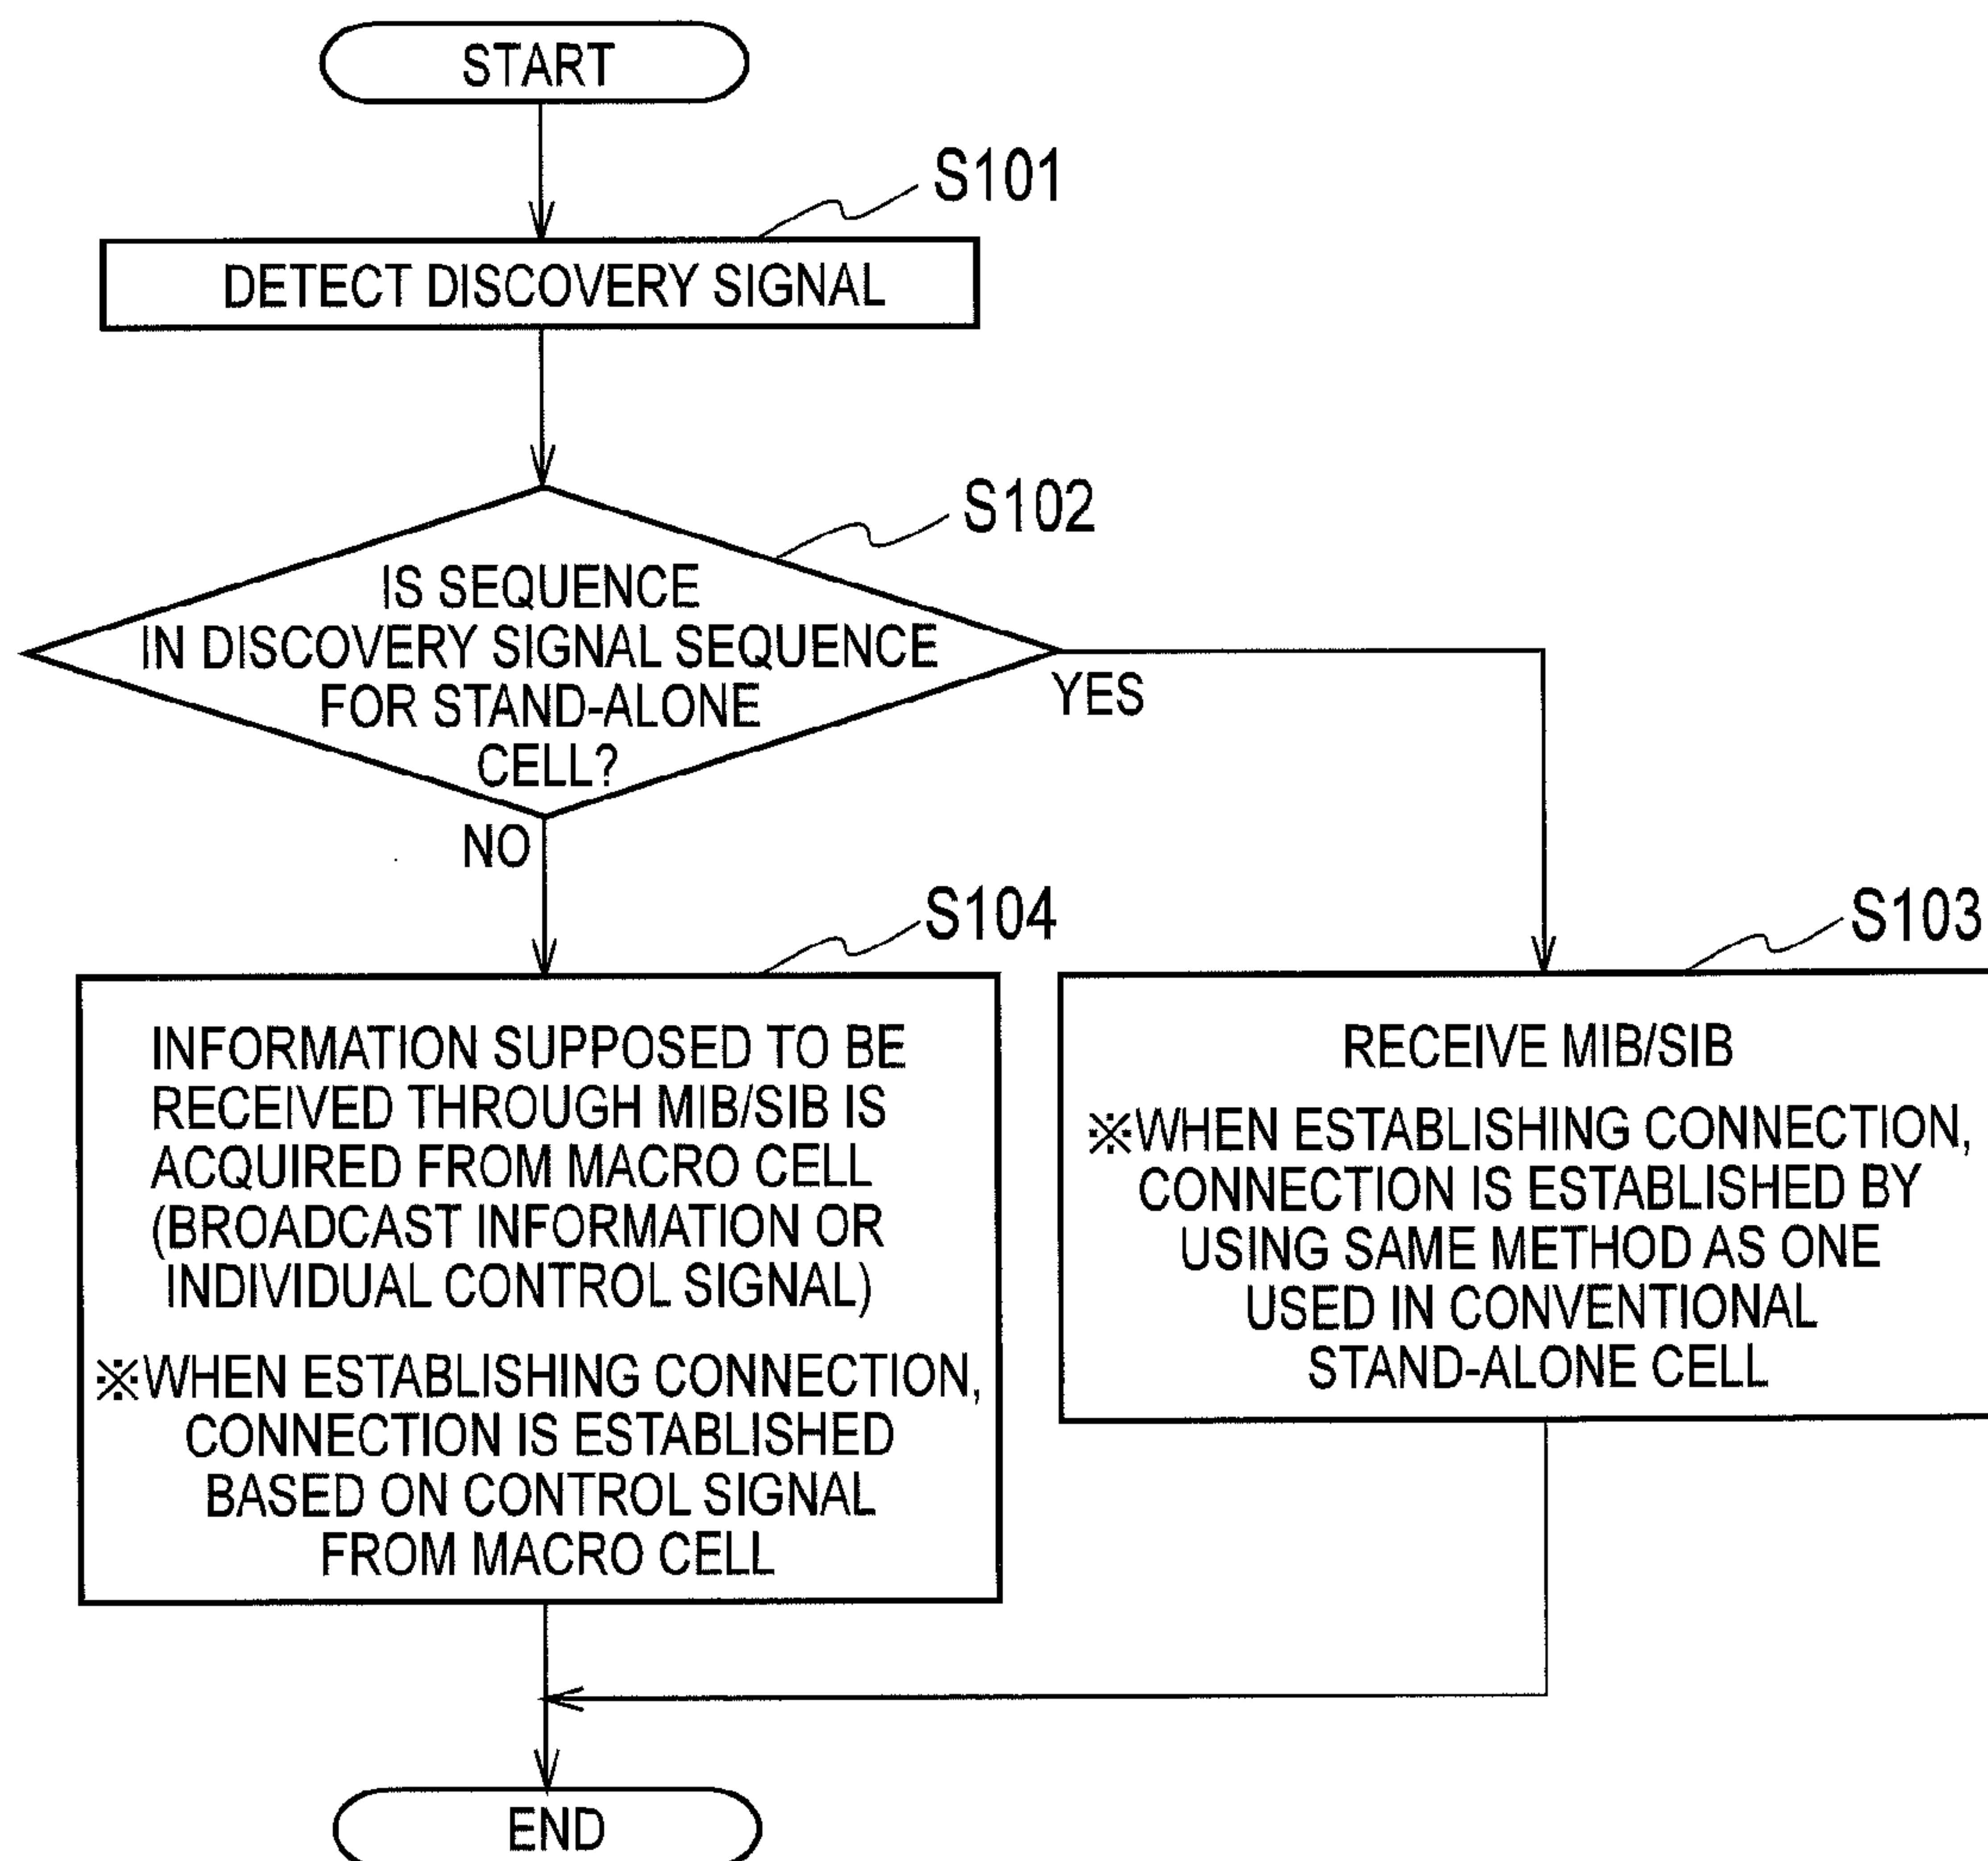 START
S101
DETECT DISCOVERY SIGNAL
S102
IS SEQUENCE
IN DISCOVERY SIGNAL SEQUENCE
FOR STAND-ALONE
CELL?
YES
NO
S104
INFORMATION SUPPOSED TO BE
RECEIVED THROUGH MIB/SIB IS
ACQUIRED FROM MACRO CELL
(BROADCAST INFORMATION OR
INDIVIDUAL CONTROL SIGNAL)
※WHEN ESTABLISHING CONNECTION,
CONNECTION IS ESTABLISHED
BASED ON CONTROL SIGNAL
FROM MACRO CELL
S103
RECEIVE MIB/SIB
※WHEN ESTABLISHING CONNECTION,
CONNECTION IS ESTABLISHED BY
USING SAME METHOD AS ONE
USED IN CONVENTIONAL
STAND-ALONE CELL
END